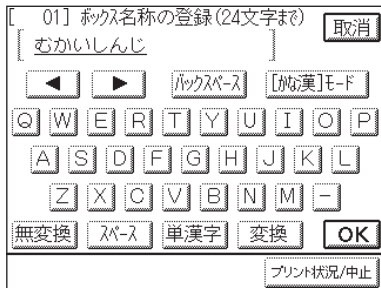 [ 01] ボックス名称の登録(24文字まで) 取消
[ むかいしんじ ]
◀ ▶ バックスペース [かな漢]モード
Q W E R T Y U I O P
A S D F G H J K L
Z X C V B N M -
無変換 スペース 単漢字 変換 OK
プリント状況/中止